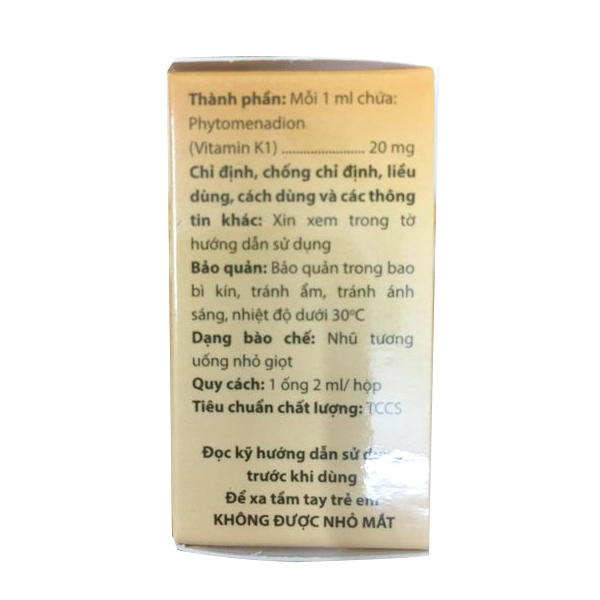 Thành phần: Mỗi 1 ml chứa:
Phytomenadion
(Vitamin K1) ........................ 20 mg
Chỉ định, chống chỉ định, liều
dùng, cách dùng và các thông
tin khác: Xin xem trong tờ
hướng dẫn sử dụng
Bảo quản: Bảo quản trong bao
bì kín, tránh ẩm, tránh ánh
sáng, nhiệt độ dưới 30ºC
Dạng bào chế: Nhũ tương
uống nhỏ giọt
Quy cách: 1 ống 2 ml/ hộp
Tiêu chuẩn chất lượng: TCCS
Đọc kỹ hướng dẫn sử dụng
trước khi dùng
Để xa tầm tay trẻ em
KHÔNG ĐƯỢC NHỎ MẮT